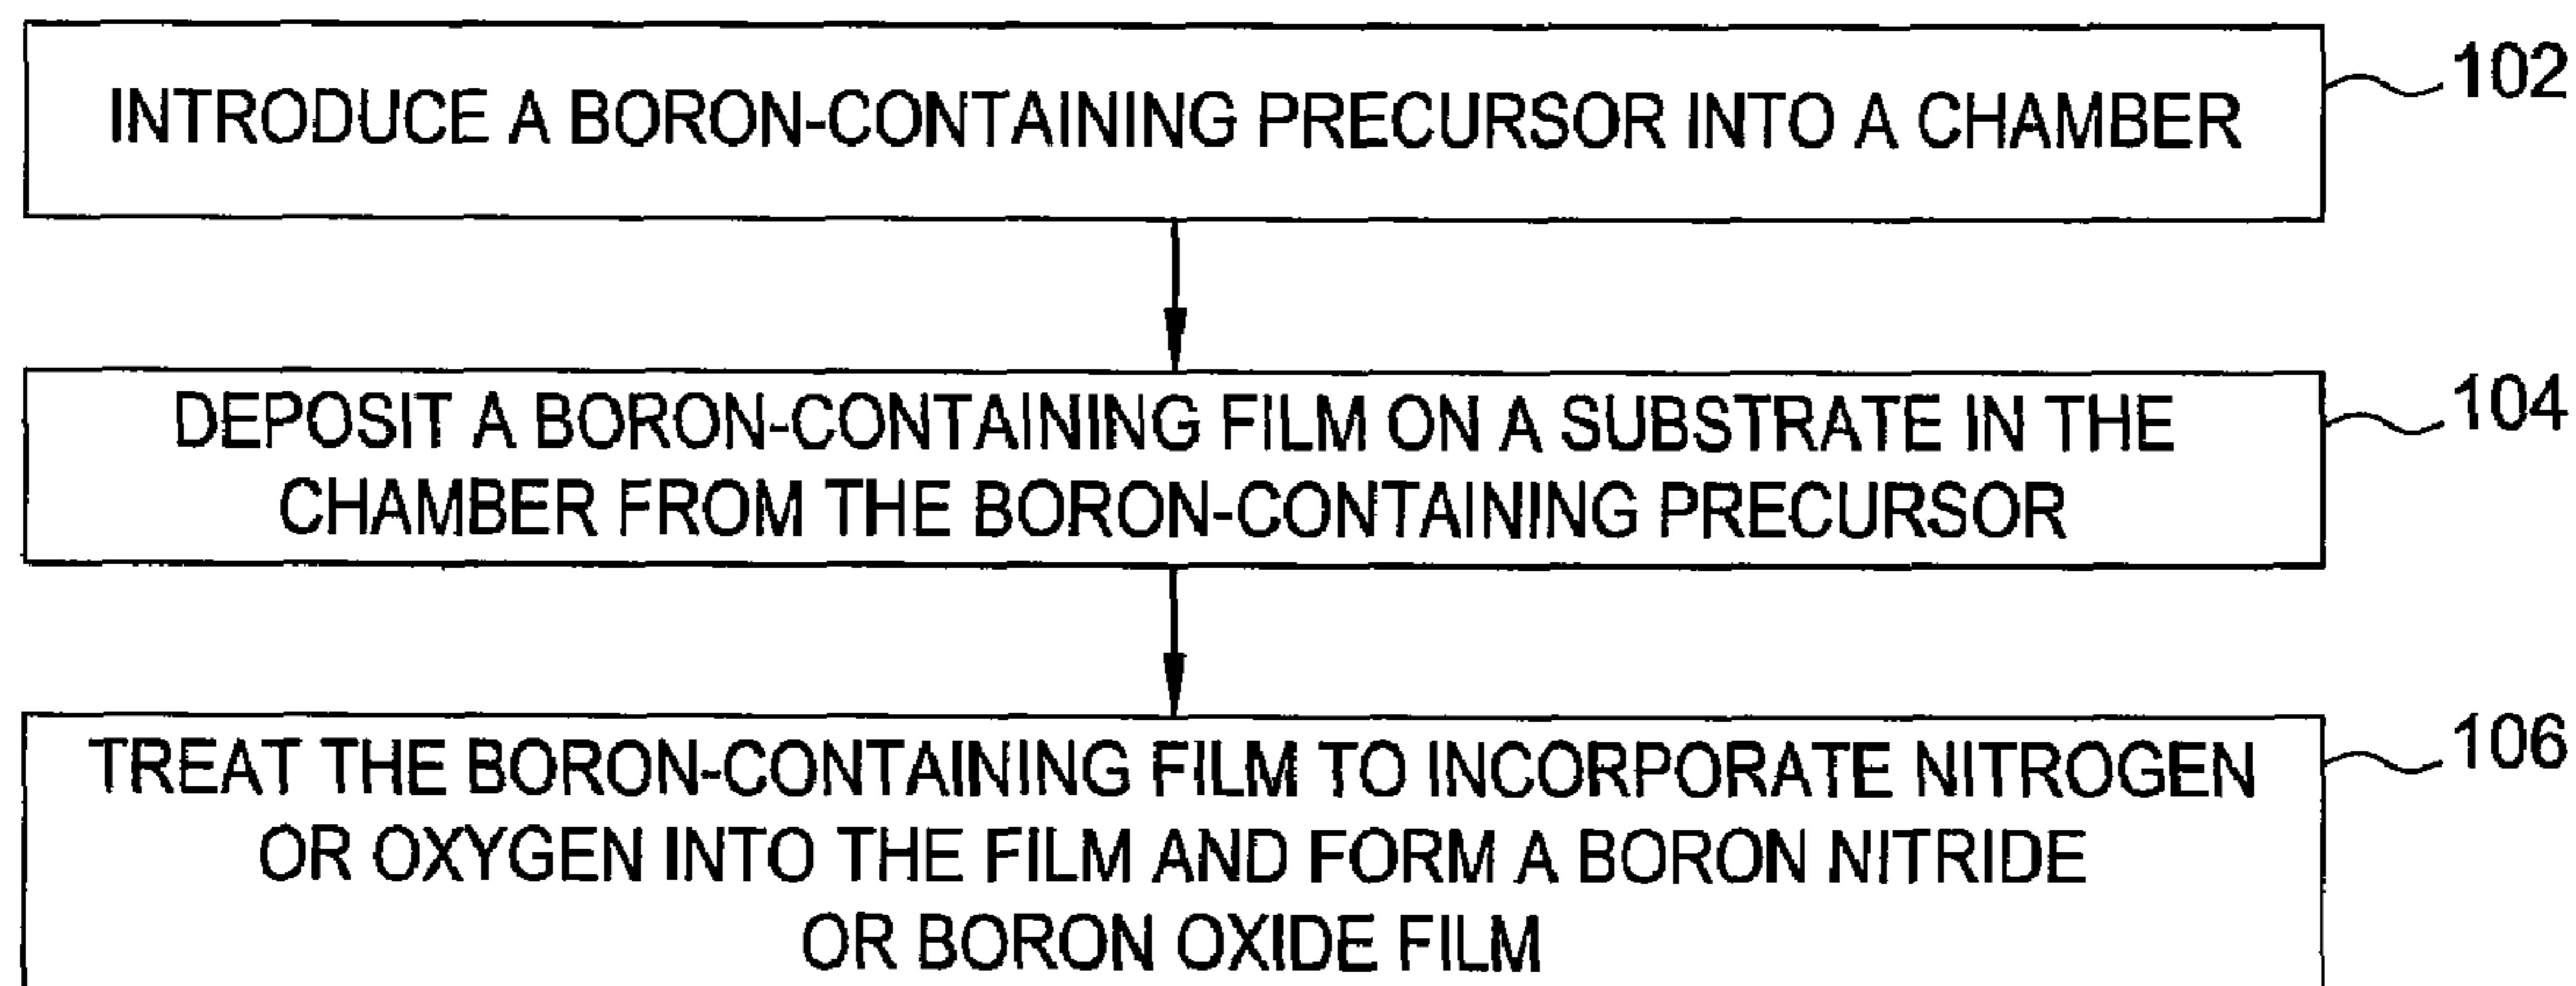 INTRODUCE A BORON-CONTAINING PRECURSOR INTO A CHAMBER
102
DEPOSIT A BORON-CONTAINING FILM ON A SUBSTRATE IN THE
CHAMBER FROM THE BORON-CONTAINING PRECURSOR
104
TREAT THE BORON-CONTAINING FILM TO INCORPORATE NITROGEN
OR OXYGEN INTO THE FILM AND FORM A BORON NITRIDE
OR BORON OXIDE FILM
106